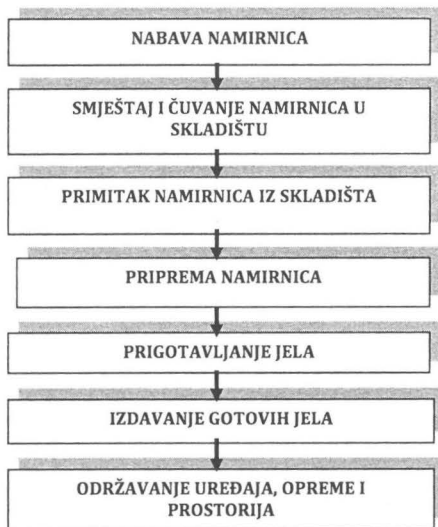 NABAVA NAMIRNICA
SMJEŠTAJ I ČUVANJE NAMIRNICA U
SKLADIŠTU
PRIMITAK NAMIRNICA IZ SKLADIŠTA
PRIPREMA NAMIRNICA
PRIGOTAVLJANJE JELA
IZDAVANJE GOTOVIH JELA
ODRŽAVANJE UREĐAJA, OPREME I
PROSTORIJA